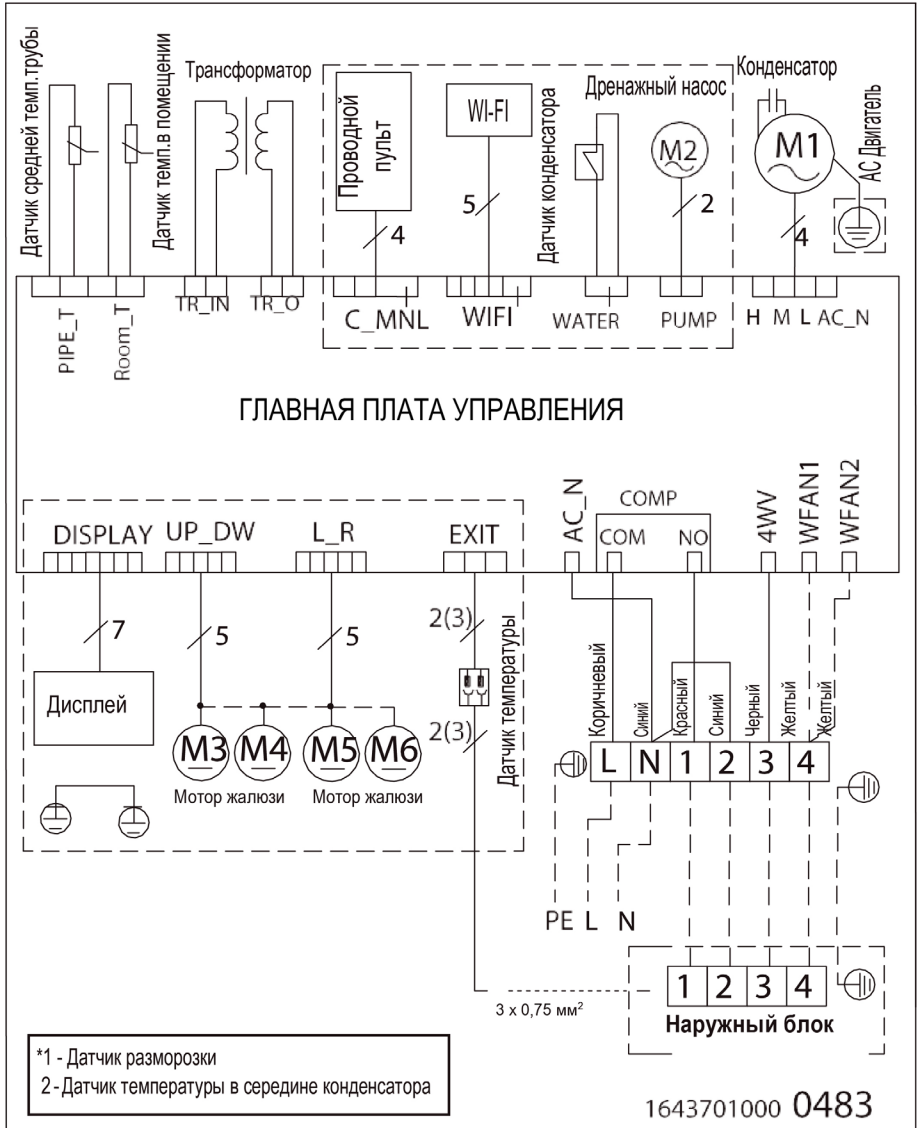 Датчик средней темп.трубы
Датчик темп.в помещении
Трансформатор
Проводной пульт
WI-FI
Датчик конденсатора
Дренажный насос
Конденсатор
M2
M1
АС Двигатель
4
5
2
4
PIPE_T
Room_T
TR_IN
TR_O
C_MNL
WIFI
WATER
PUMP
H M L AC_N
ГЛАВНАЯ ПЛАТА УПРАВЛЕНИЯ
DISPLAY
UP_DW
L_R
EXIT
AC_N
COMP
COM
NO
4WV
WFAN1
WFAN2
7
5
5
2(3)
2(3)
Датчик температуры
Дисплей
M3
M4
M5
M6
Мотор жалюзи
Мотор жалюзи
Коричневый
Синий
Красный
Синий
Черный
Желтый
Желтый
L N 1 2 3 4
PE L N
3 x 0,75 мм²
1 2 3 4
Наружный блок
*1 - Датчик разморозки
2 - Датчик температуры в середине конденсатора
1643701000 0483